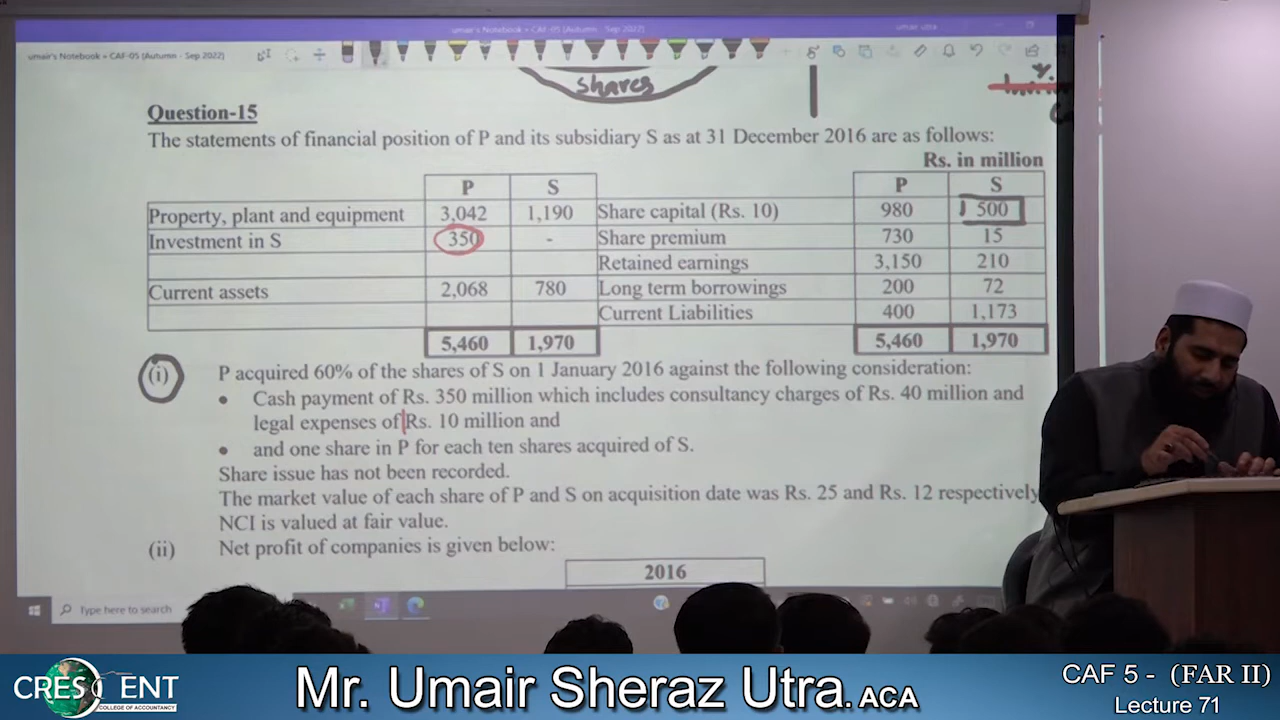 umair's Notebook » CAF-05 (Autumn - Sep 2022)
umair utra
umair's Notebook » CAF-05 (Autumn - Sep 2022)
shares
Question-15
The statements of financial position of P and its subsidiary S as at 31 December 2016 are as follows:
Rs. in million
P S P S
Property, plant and equipment 3,042 1,190 Share capital (Rs. 10) 980 500
Investment in S 350 - Share premium 730 15
Retained earnings 3,150 210
Current assets 2,068 780 Long term borrowings 200 72
Current Liabilities 400 1,173
5,460 1,970 5,460 1,970
(i) P acquired 60% of the shares of S on 1 January 2016 against the following consideration:
• Cash payment of Rs. 350 million which includes consultancy charges of Rs. 40 million and
legal expenses of Rs. 10 million and
• and one share in P for each ten shares acquired of S.
Share issue has not been recorded.
The market value of each share of P and S on acquisition date was Rs. 25 and Rs. 12 respectively
NCI is valued at fair value.
(ii) Net profit of companies is given below:
2016
Type here to search
CRESCENT
COLLEGE OF ACCOUNTANCY
Mr. Umair Sheraz Utra. ACA
CAF 5 - (FAR II)
Lecture 71